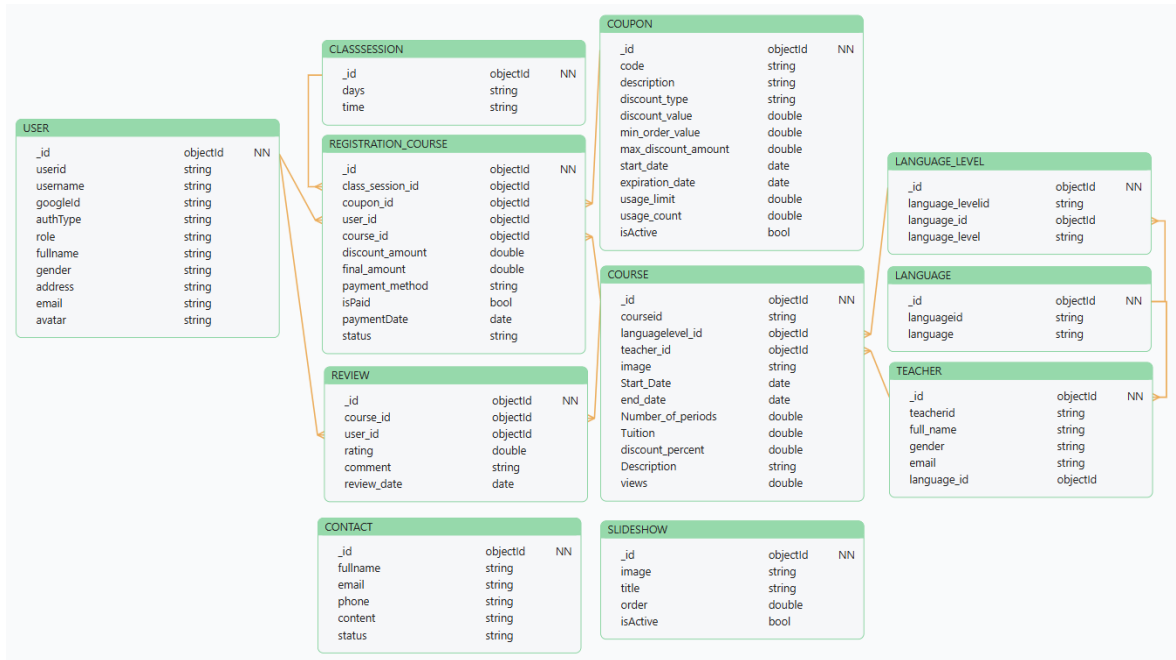 USER
_id objectId NN
userid string
username string
googleId string
authType string
role string
fullname string
gender string
address string
email string
avatar string
CLASSSESSION
_id objectId NN
days string
time string
REGISTRATION_COURSE
_id objectId NN
class_session_id objectId
coupon_id objectId
user_id objectId
course_id objectId
discount_amount double
final_amount double
payment_method string
isPaid bool
paymentDate date
status string
REVIEW
_id objectId NN
course_id objectId
user_id objectId
rating double
comment string
review_date date
CONTACT
_id objectId NN
fullname string
email string
phone string
content string
status string
COUPON
_id objectId NN
code string
description string
discount_type string
discount_value double
min_order_value double
max_discount_amount double
start_date date
expiration_date date
usage_limit double
usage_count double
isActive bool
COURSE
_id objectId NN
courseid string
languagelevel_id objectId
teacher_id objectId
image string
Start_Date date
end_date date
Number_of_periods double
Tuition double
discount_percent double
Description string
views double
SLIDESHOW
_id objectId NN
image string
title string
order double
isActive bool
LANGUAGE_LEVEL
_id objectId NN
language_levelid string
language_id objectId
language_level string
LANGUAGE
_id objectId NN
languageid string
language string
TEACHER
_id objectId NN
teacherid string
full_name string
gender string
email string
language_id objectId